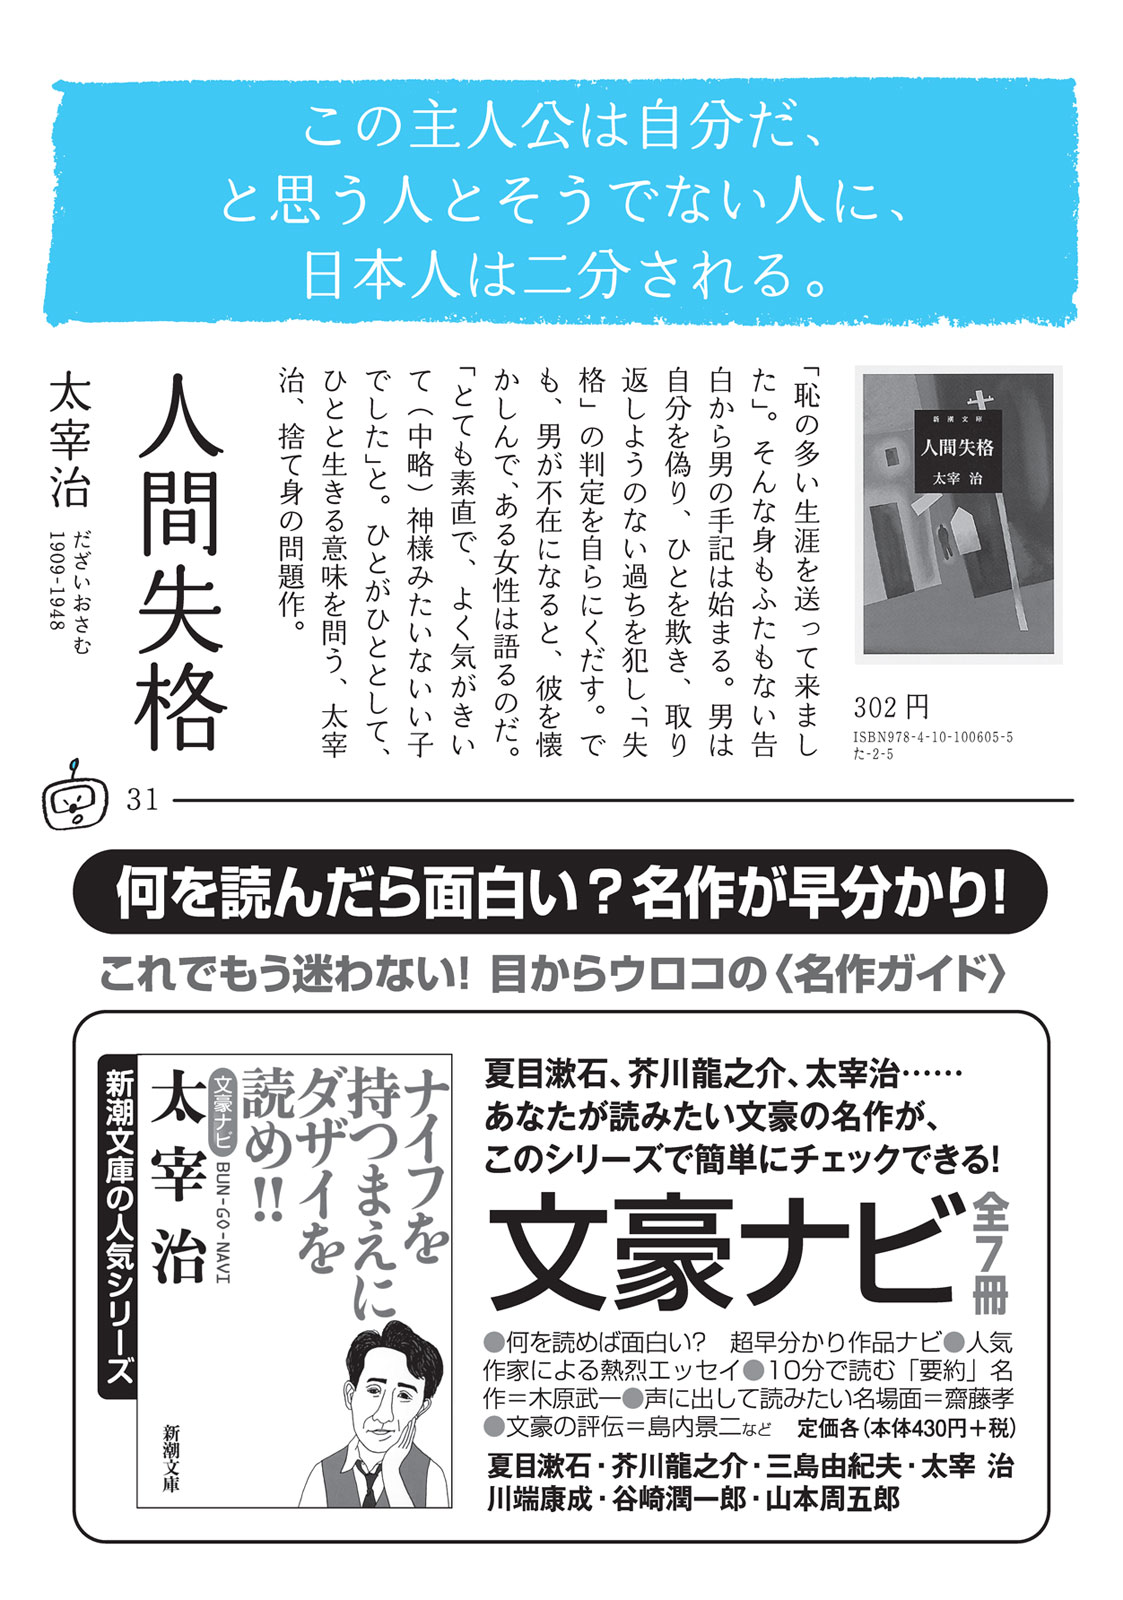 この主人公は自分だ、
と思う人とそうでない人に、
日本人は二分される。
新潮文庫
人間失格
太宰 治
302円
ISBN978-4-10-100605-5
た-2-5
「恥の多い生涯を送って来まし
た」。そんな身もふたもない告
白から男の手記は始まる。男は
自分を偽り、ひとを欺き、取り
返しようのない過ちを犯し、「失
格」の判定を自らにくだす。で
も、男が不在になると、彼を懐
かしんで、ある女性は語るのだ。
「とても素直で、よく気がきい
て（中略）神様みたいないい子
でした」と。ひとがひととして、
ひとと生きる意味を問う、太宰
治、捨て身の問題作。
人間失格
太宰治
だざいおさむ
1909-1948
31
何を読んだら面白い？名作が早分かり!
これでもう迷わない! 目からウロコの〈名作ガイド〉
新潮文庫の人気シリーズ
ナイフを
持つまえに
ダザイを
読め!!
文豪ナビ BUN-GO-NAVI
太宰治
新潮文庫
夏目漱石、芥川龍之介、太宰治……
あなたが読みたい文豪の名作が、
このシリーズで簡単にチェックできる!
文豪ナビ
全7冊
●何を読めば面白い?　超早分かり作品ナビ●人気
作家による熱烈エッセイ●10分で読む「要約」名
作＝木原武一●声に出して読みたい名場面＝齋藤孝
●文豪の評伝＝島内景二など　定価各（本体430円＋税）
夏目漱石・芥川龍之介・三島由紀夫・太宰 治
川端康成・谷崎潤一郎・山本周五郎